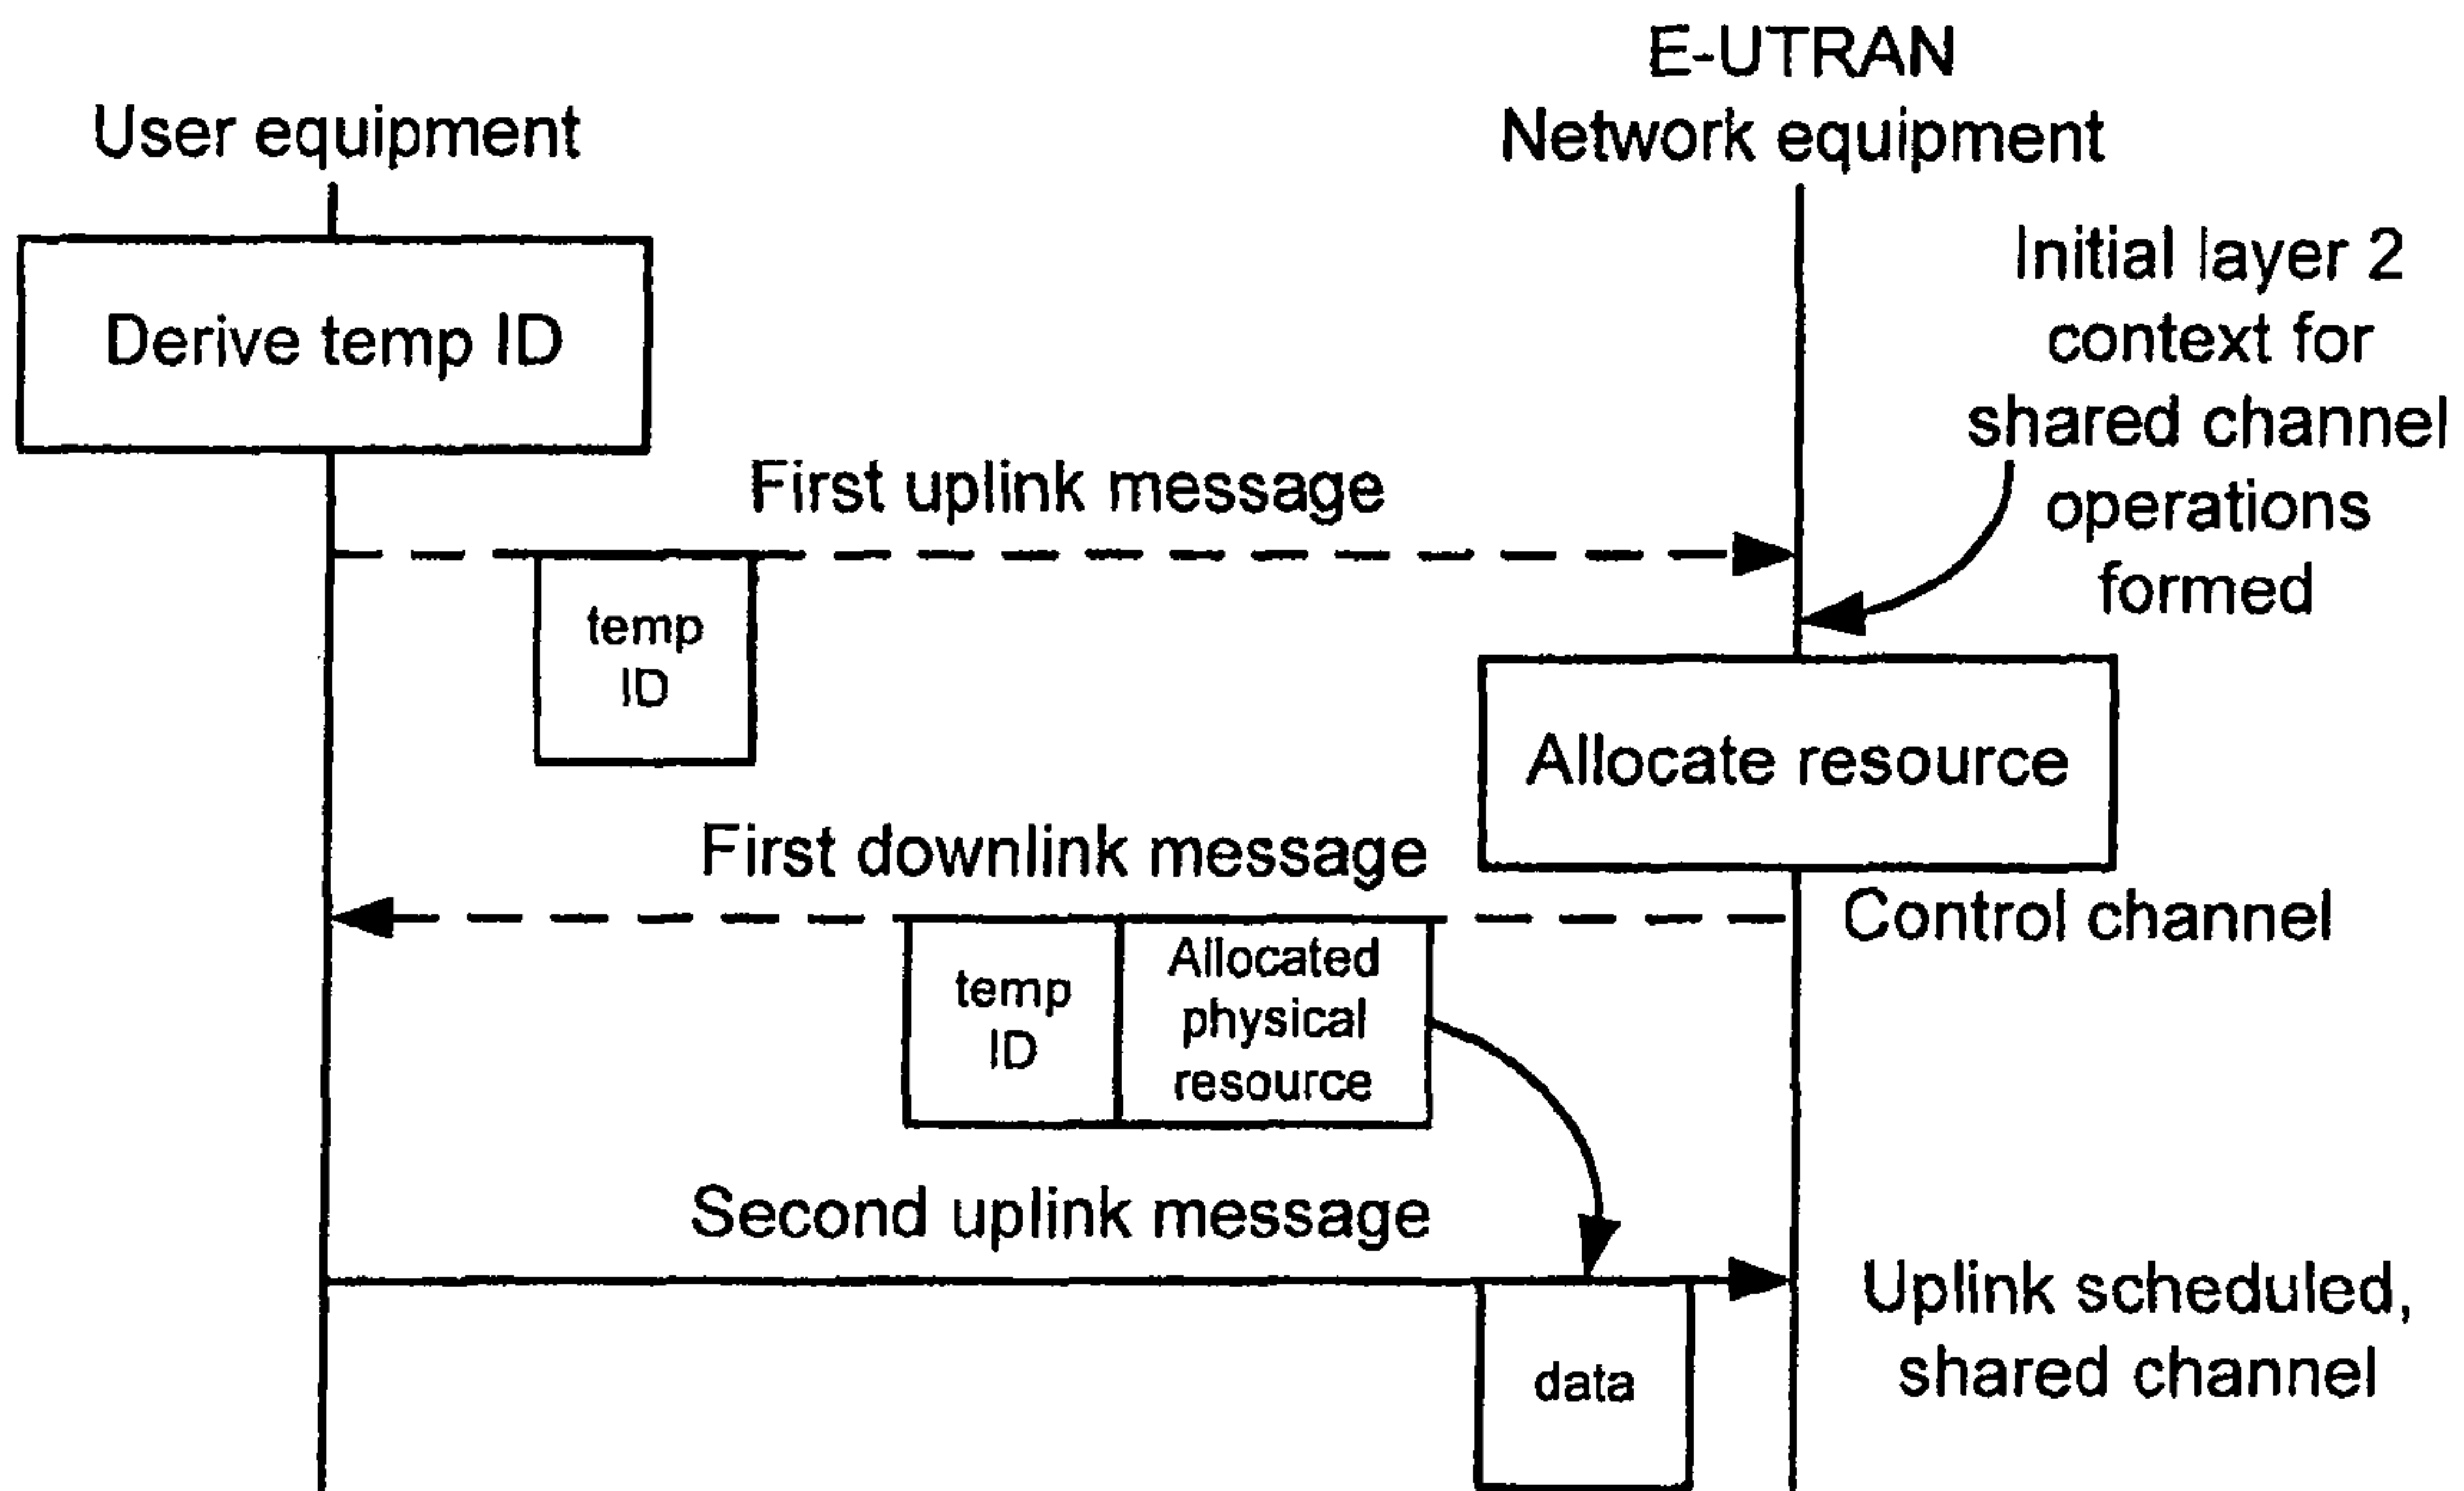 E-UTRAN
Network equipment
User equipment
Initial layer 2
context for
shared channel
operations
formed
Derive temp ID
First uplink message
temp
ID
Allocate resource
First downlink message
Control channel
temp
ID
Allocated
physical
resource
Second uplink message
Uplink scheduled,
shared channel
data